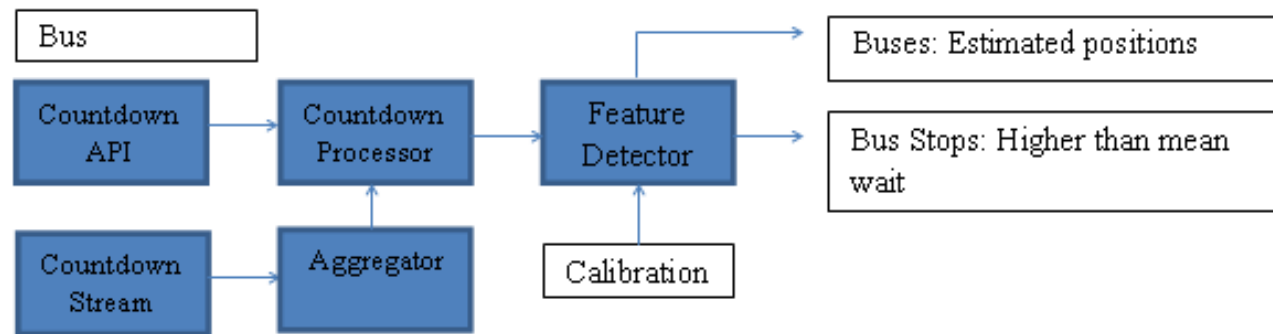 Bus
Buses: Estimated positions
Countdown
API
Countdown
Processor
Feature
Detector
Bus Stops: Higher than mean
wait
Countdown
Stream
Aggregator
Calibration